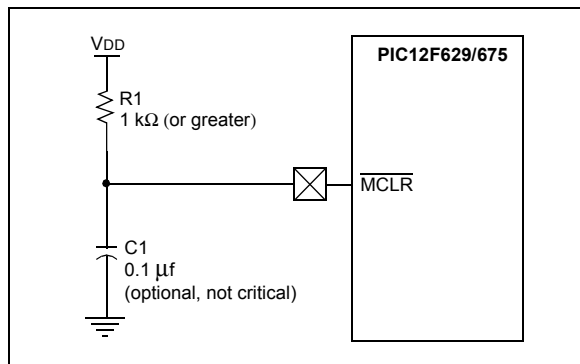 VDD
PIC12F629/675
R1
1 kΩ (or greater)
MCLR
C1
0.1 μf
(optional, not critical)